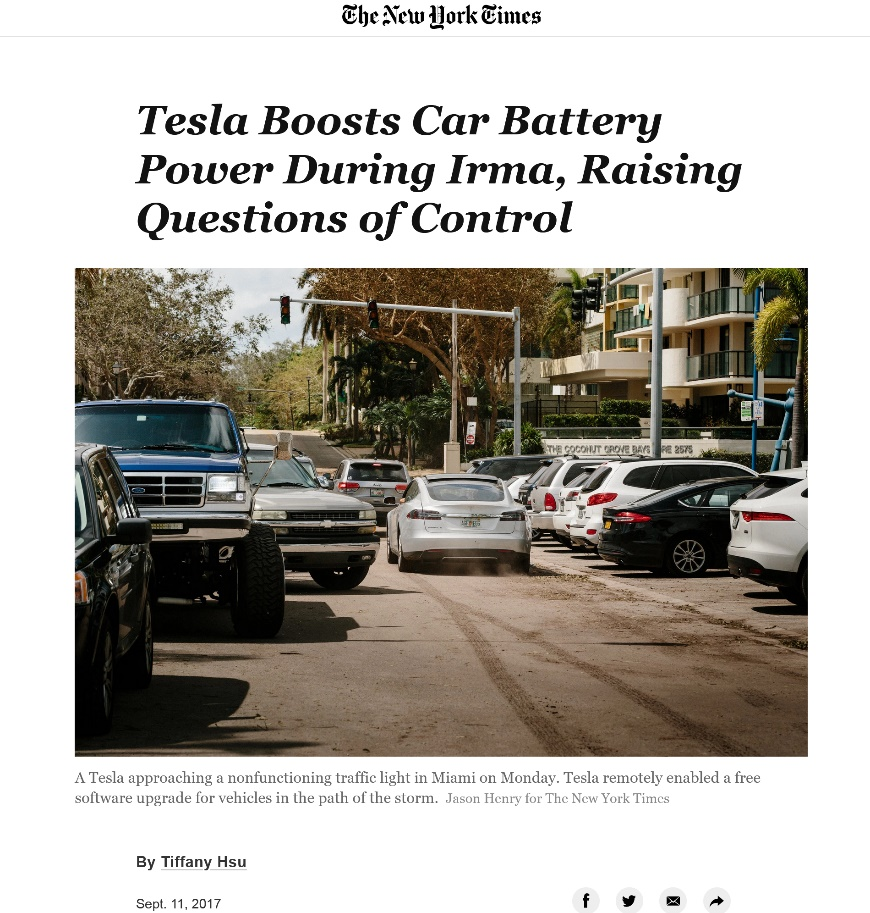 The New York Times
Tesla Boosts Car Battery
Power During Irma, Raising
Questions of Control
THE COCONUT GROVE BAYS RE 2575
A Tesla approaching a nonfunctioning traffic light in Miami on Monday. Tesla remotely enabled a free
software upgrade for vehicles in the path of the storm. Jason Henry for The New York Times
By Tiffany Hsu
Sept. 11, 2017